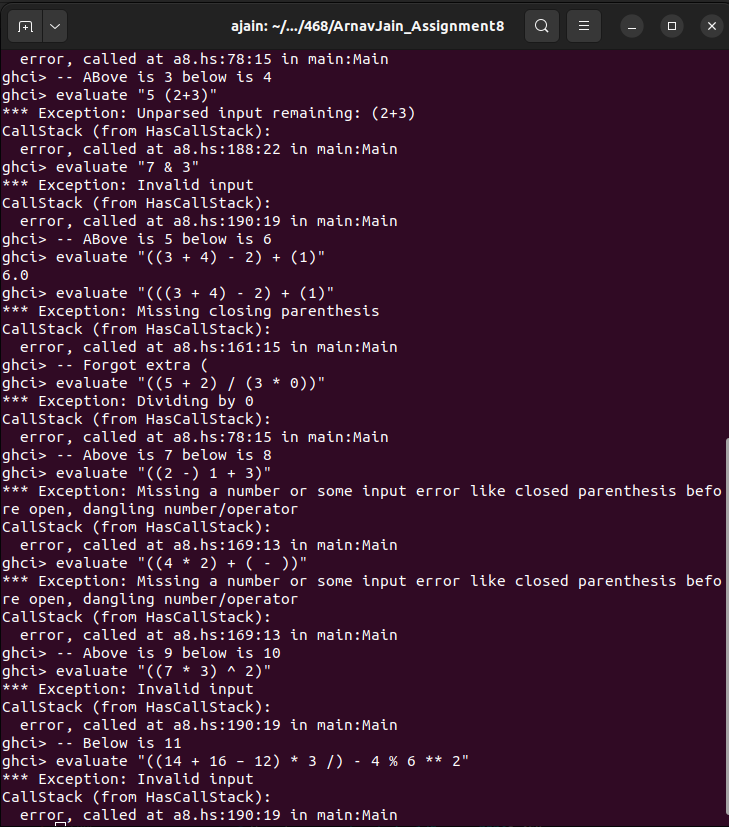 ajain: ~/.../468/ArnavJain_Assignment8
  error, called at a8.hs:78:15 in main:Main
ghci> -- ABove is 3 below is 4
ghci> evaluate "5 (2+3)"
*** Exception: Unparsed input remaining: (2+3)
CallStack (from HasCallStack):
  error, called at a8.hs:188:22 in main:Main
ghci> evaluate "7 & 3"
*** Exception: Invalid input
CallStack (from HasCallStack):
  error, called at a8.hs:190:19 in main:Main
ghci> -- ABove is 5 below is 6
ghci> evaluate "((3 + 4) - 2) + (1)"
6.0
ghci> evaluate "(((3 + 4) - 2) + (1)"
*** Exception: Missing closing parenthesis
CallStack (from HasCallStack):
  error, called at a8.hs:161:15 in main:Main
ghci> -- Forgot extra (
ghci> evaluate "((5 + 2) / (3 * 0))"
*** Exception: Dividing by 0
CallStack (from HasCallStack):
  error, called at a8.hs:78:15 in main:Main
ghci> -- Above is 7 below is 8
ghci> evaluate "((2 -) 1 + 3)"
*** Exception: Missing a number or some input error like closed parenthesis befo
re open, dangling number/operator
CallStack (from HasCallStack):
  error, called at a8.hs:169:13 in main:Main
ghci> evaluate "((4 * 2) + ( - ))"
*** Exception: Missing a number or some input error like closed parenthesis befo
re open, dangling number/operator
CallStack (from HasCallStack):
  error, called at a8.hs:169:13 in main:Main
ghci> -- Above is 9 below is 10
ghci> evaluate "((7 * 3) ^ 2)"
*** Exception: Invalid input
CallStack (from HasCallStack):
  error, called at a8.hs:190:19 in main:Main
ghci> -- Below is 11
ghci> evaluate "((14 + 16 – 12) * 3 /) - 4 % 6 ** 2"
*** Exception: Invalid input
CallStack (from HasCallStack):
  error, called at a8.hs:190:19 in main:Main